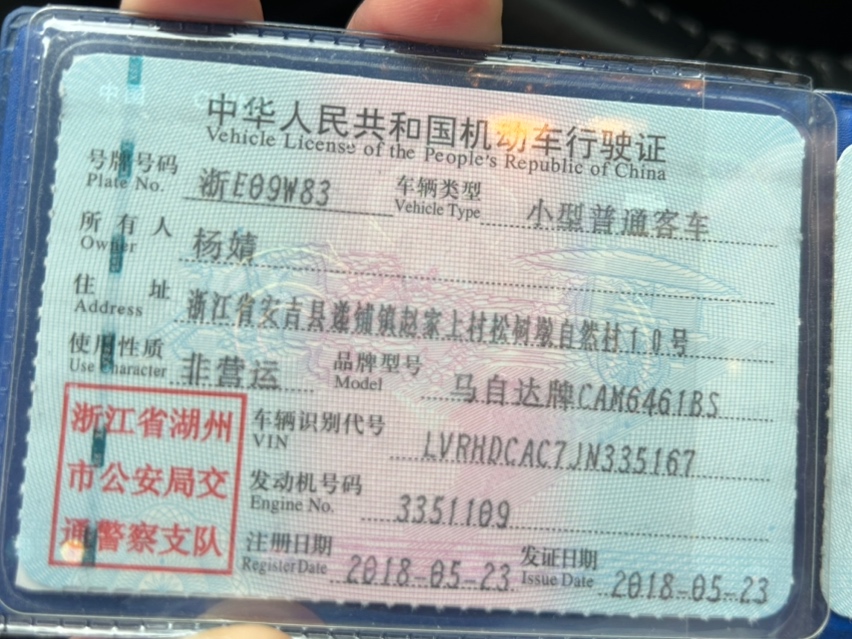 中华人民共和国机动车行驶证
Vehicle License of the People's Republic of China
号牌号码 浙E09W83 车辆类型 小型普通客车
Plate No. Vehicle Type
所有人 杨婧
Owner
住址 浙江省安吉县递铺镇赵家上村松树墩自然村10号
Address
使用性质 非营运 品牌型号 马自达牌CAM6461BS
Use Character Model
浙江省湖州
市公安局交
通警察支队
车辆识别代号 LVRHDCAC7JN335167
VIN
发动机号码 3351109
Engine No.
注册日期 2018-05-23 发证日期 2018-05-23
Register Date Issue Date